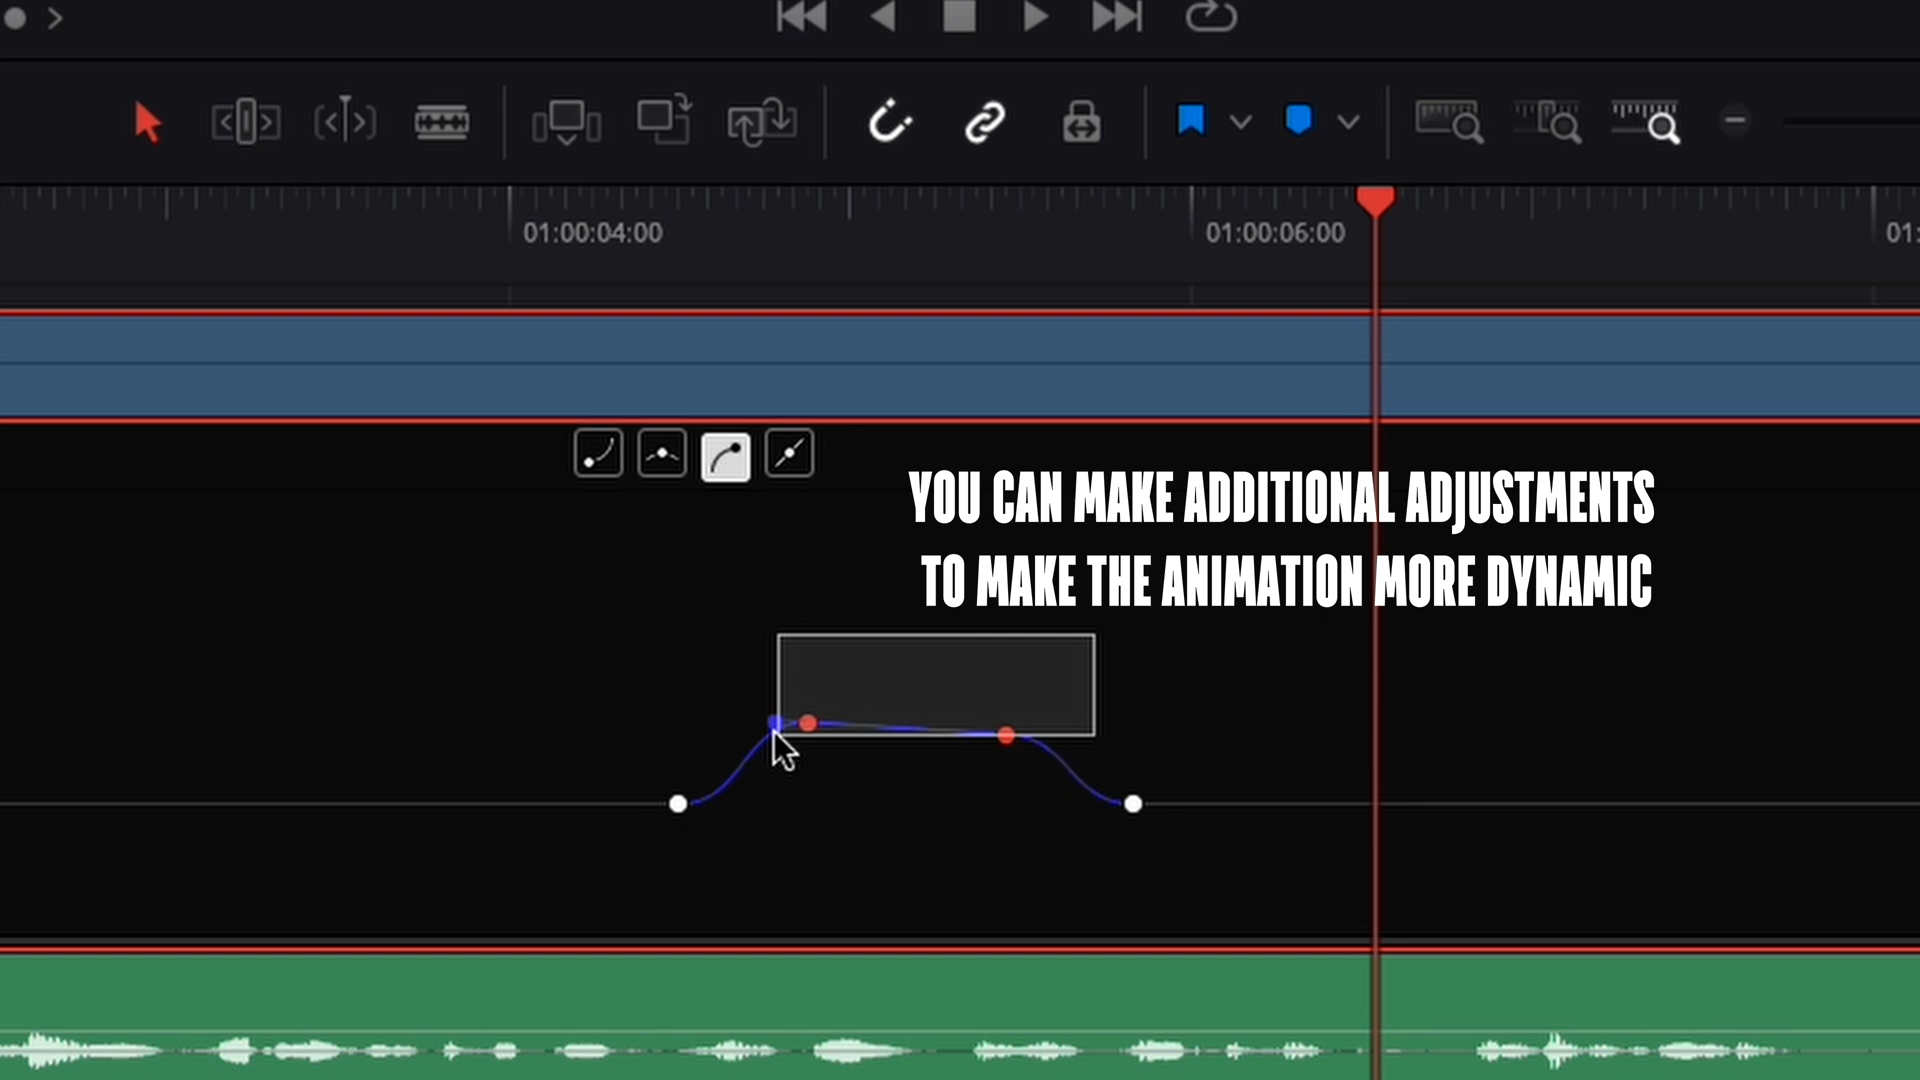 01:00:04:00
01:00:06:00
01:
YOU CAN MAKE ADDITIONAL ADJUSTMENTS
TO MAKE THE ANIMATION MORE DYNAMIC